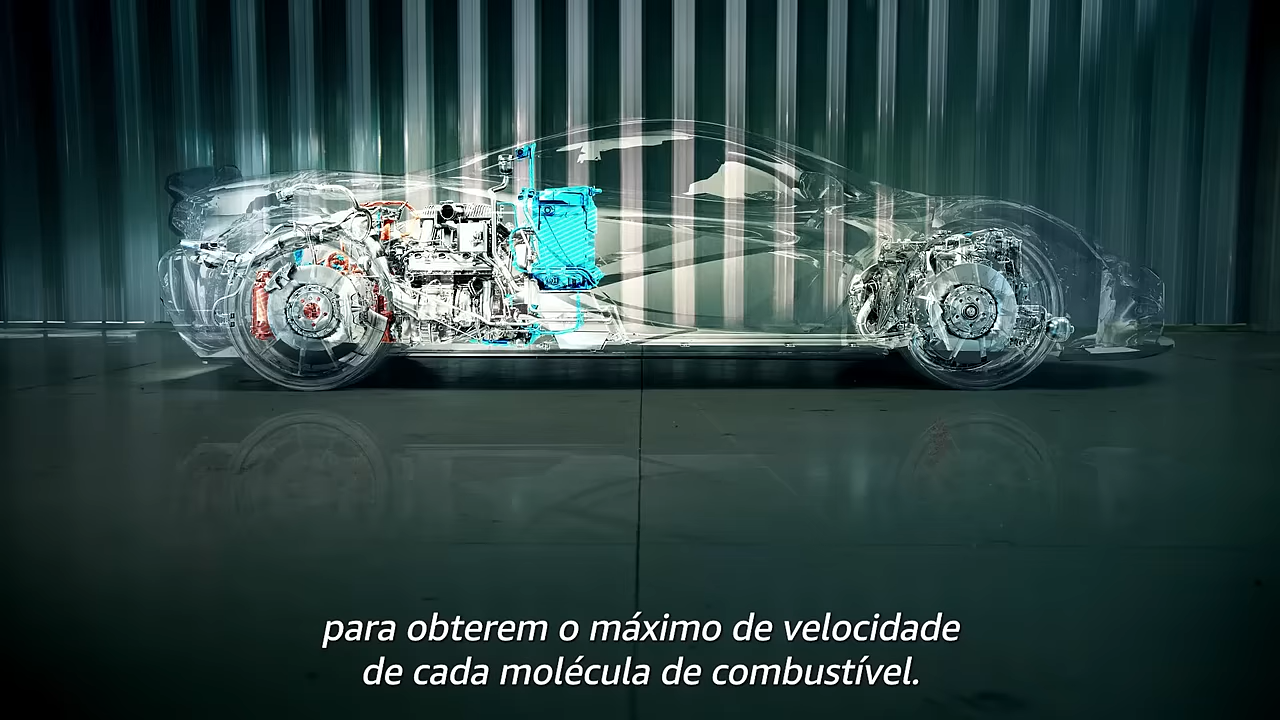 para obterem o máximo de velocidade
de cada molécula de combustível.